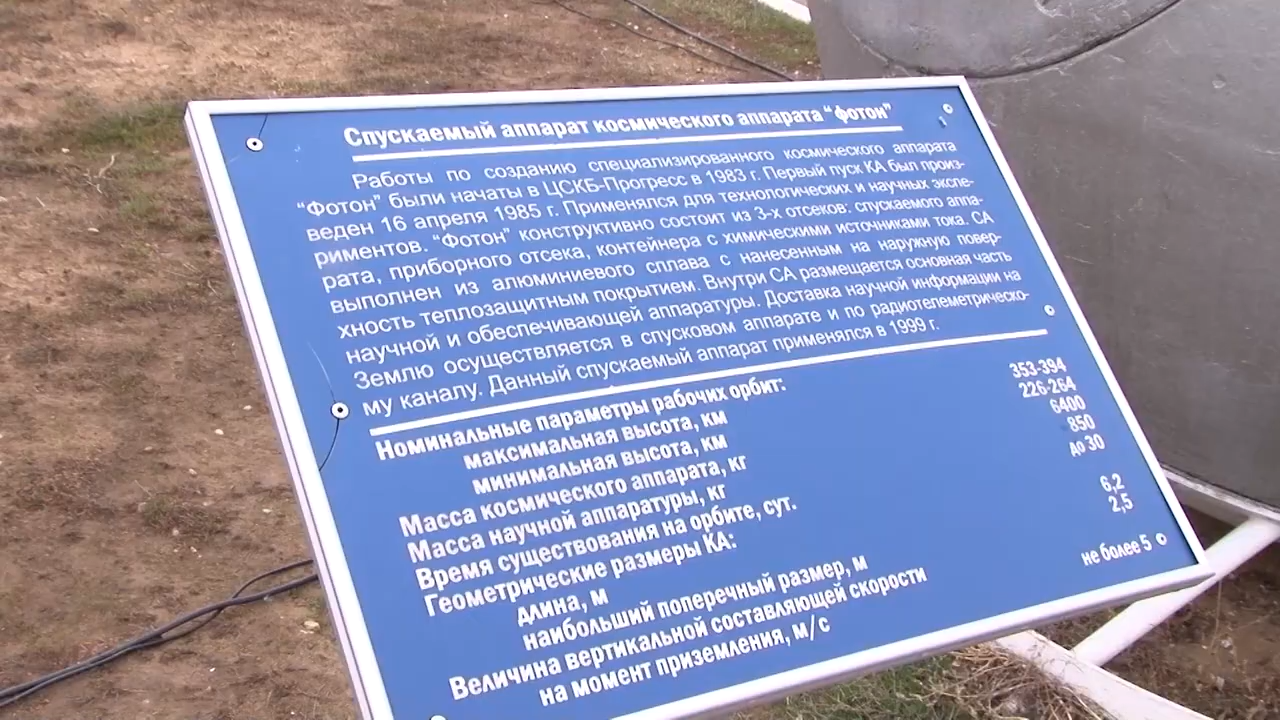 Спускаемый аппарат космического аппарата "Фотон"
Работы по созданию специализированного космического аппарата
"Фотон" были начаты в ЦСКБ-Прогресс в 1983 г. Первый пуск КА был произ-
веден 16 апреля 1985 г. Применялся для технологических и научных экспе-
риментов. "Фотон" конструктивно состоит из 3-х отсеков: спускаемого аппа-
рата, приборного отсека, контейнера с химическими источниками тока. СА
выполнен из алюминиевого сплава с нанесенным на наружную повер-
хность теплозащитным покрытием. Внутри СА размещается основная часть
научной и обеспечивающей аппаратуры. Доставка научной информации на
Землю осуществляется в спусковом аппарате и по радиотелеметрическо-
му каналу. Данный спускаемый аппарат применялся в 1999 г.
Номинальные параметры рабочих орбит:
максимальная высота, км 353-394
минимальная высота, км 226-264
Масса космического аппарата, кг 6400
Масса научной аппаратуры, кг 850
Время существования на орбите, сут. до 30
Геометрические размеры КА:
длина, м 6,2
наибольший поперечный размер, м 2,5
Величина вертикальной составляющей скорости
на момент приземления, м/с не более 5